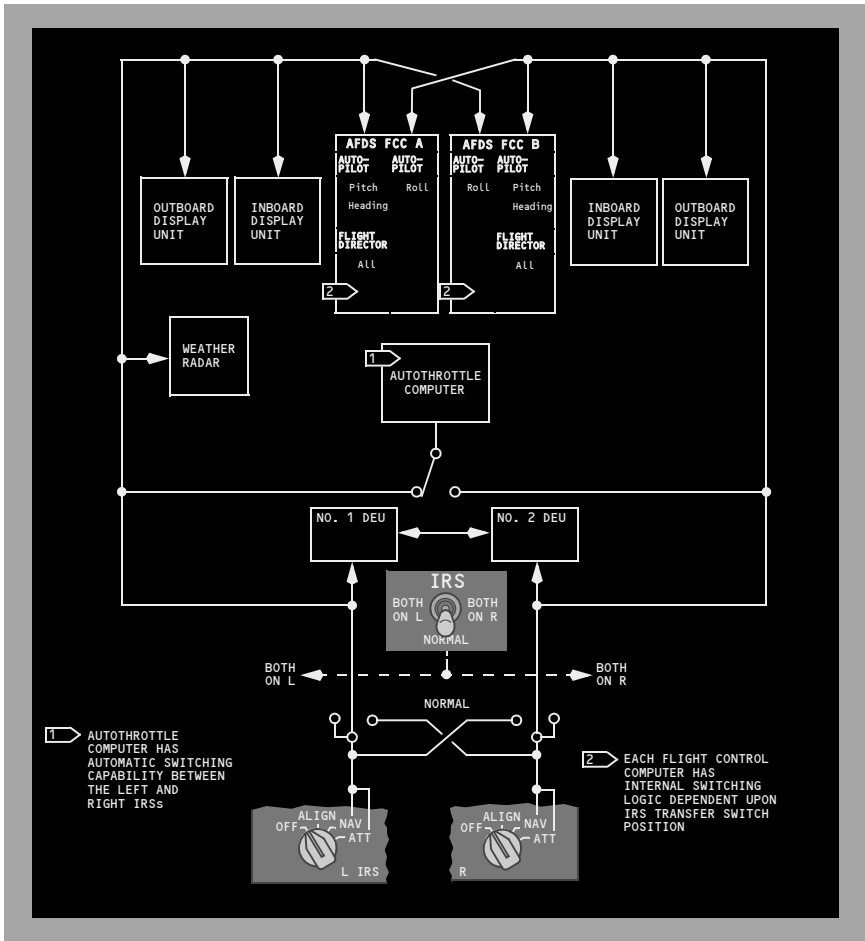 AFDS FCC A
AFDS FCC B
AUTO-
PILOT
AUTO-
PILOT
AUTO-
PILOT
AUTO-
PILOT
Pitch
Roll
Roll
Pitch
Heading
Heading
OUTBOARD
DISPLAY
UNIT
INBOARD
DISPLAY
UNIT
INBOARD
DISPLAY
UNIT
OUTBOARD
DISPLAY
UNIT
FLIGHT
DIRECTOR
FLIGHT
DIRECTOR
All
All
2
2
WEATHER
RADAR
1
AUTOTHROTTLE
COMPUTER
NO. 1 DEU
NO. 2 DEU
IRS
BOTH
ON L
BOTH
ON R
NORMAL
BOTH
ON L
BOTH
ON R
NORMAL
1
AUTOTHROTTLE
COMPUTER HAS
AUTOMATIC SWITCHING
CAPABILITY BETWEEN
THE LEFT AND
RIGHT IRSs
2
EACH FLIGHT CONTROL
COMPUTER HAS
INTERNAL SWITCHING
LOGIC DEPENDENT UPON
IRS TRANSFER SWITCH
POSITION
ALIGN
OFF
NAV
ATT
L IRS
ALIGN
OFF
NAV
ATT
R